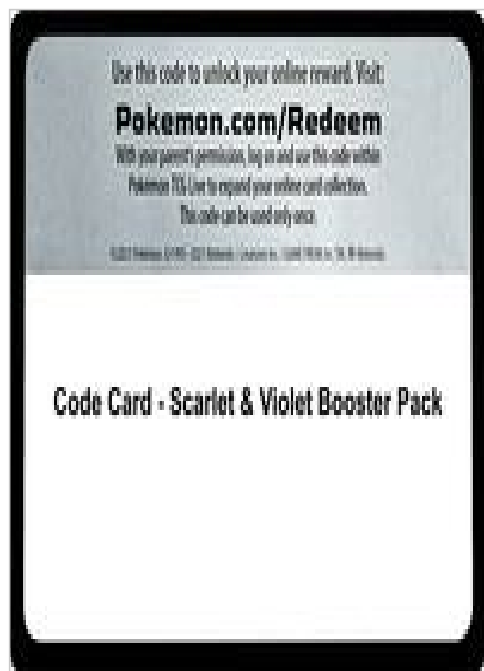 Use this code to unlock your online reward. Visit:
Pokemon.com/Redeem
With your parent's permission, log on and use this code within
Pokémon TCG Live to expand your online card collection.
This code can be used only once.
Code Card - Scarlet & Violet Booster Pack